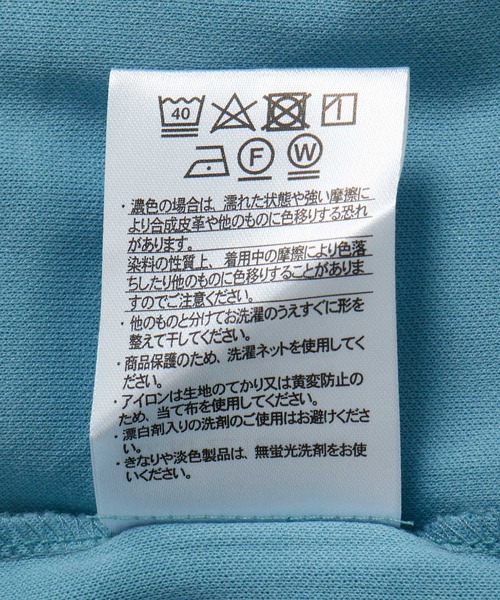 40
F W
・濃色の場合は、濡れた状態や強い摩擦に
より合成皮革や他のものに色移りする恐れ
があります。
染料の性質上、着用中の摩擦により色落
ちしたり他のものに色移りすることがありま
すのでご注意ください。
・他のものと分けてお洗濯のうえすぐに形を
整えて干してください。
・商品保護のため、洗濯ネットを使用してく
ださい。
・アイロンは生地のてかり又は黄変防止の
ため、当て布を使用してください。
・漂白剤入りの洗剤のご使用はお避けくださ
い。
・きなりや淡色製品は、無蛍光洗剤をお使
いください。